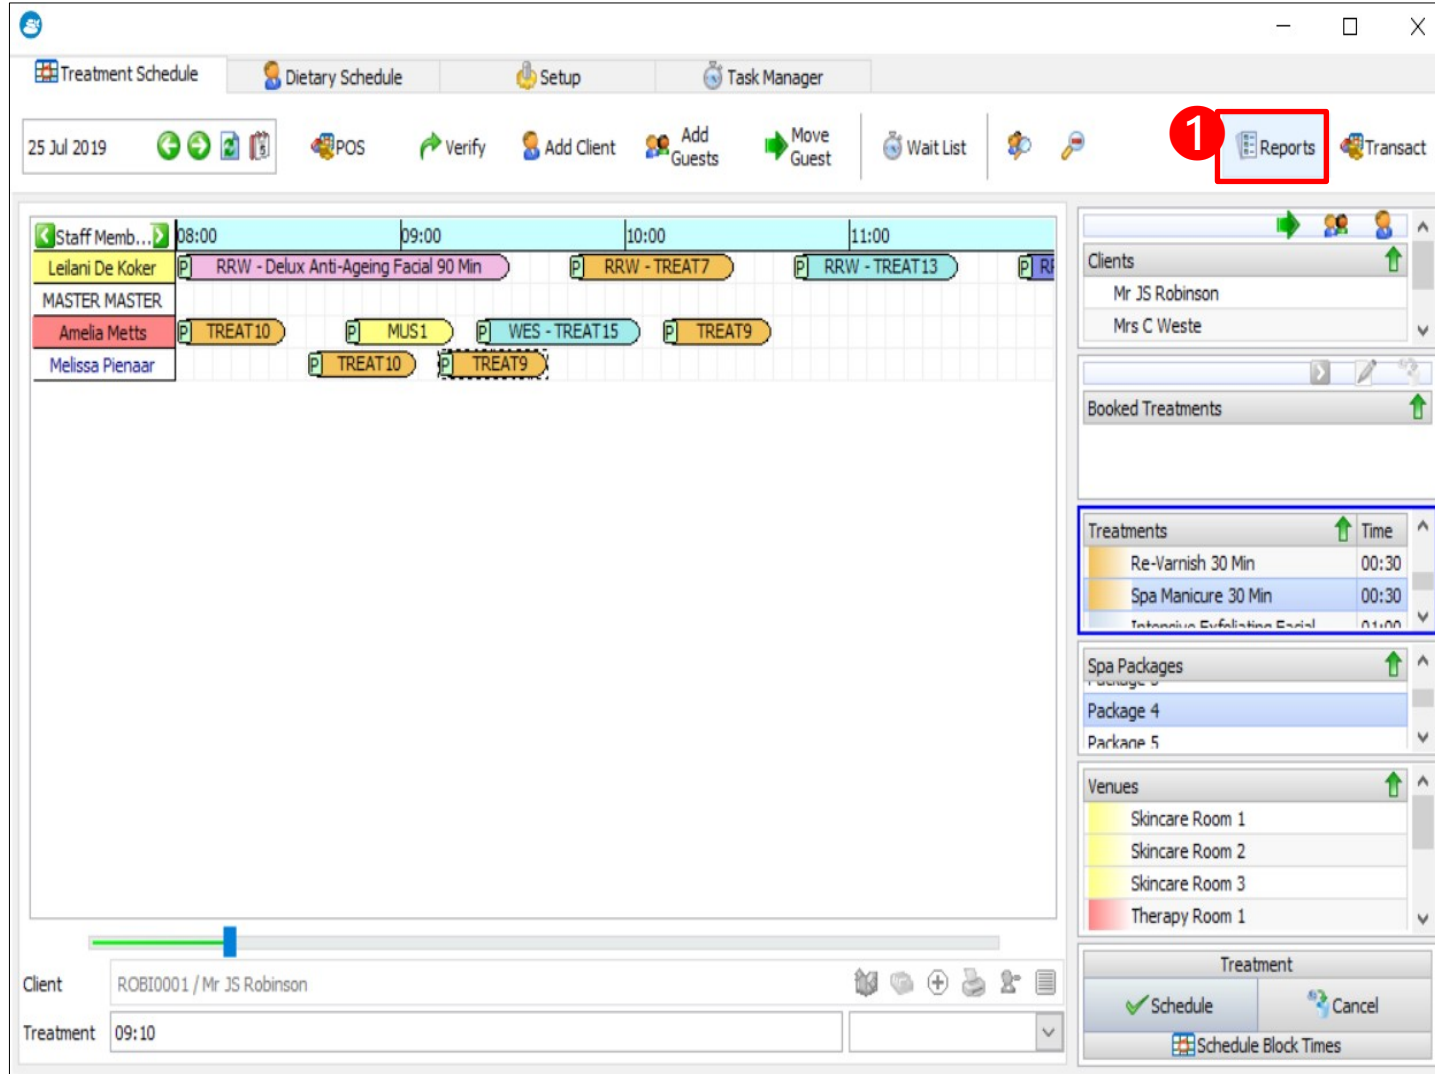 Treatment Schedule
Dietary Schedule
Setup
Task Manager
25 Jul 2019
5
POS
Verify
Add Client
Add Guests
Move Guest
Wait List
1
Reports
Transact
Staff Memb... 08:00 09:00 10:00 11:00
Leilani De Koker P RRW - Delux Anti-Ageing Facial 90 Min P RRW - TREAT7 P RRW - TREAT13 P
MASTER MASTER
Amelia Metts P TREAT10 P MUS1 P WES - TREAT15 P TREAT9
Melissa Pienaar P TREAT10 P TREAT9
Clients
Mr JS Robinson
Mrs C Weste
Booked Treatments
Treatments Time
Re-Varnish 30 Min 00:30
Spa Manicure 30 Min 00:30
Intensive Exfoliating Facial 01:00
Spa Packages
Package 4
Package 5
Venues
Skincare Room 1
Skincare Room 2
Skincare Room 3
Therapy Room 1
Client ROBI0001 / Mr JS Robinson
Treatment 09:10
Treatment
Schedule
Cancel
Schedule Block Times